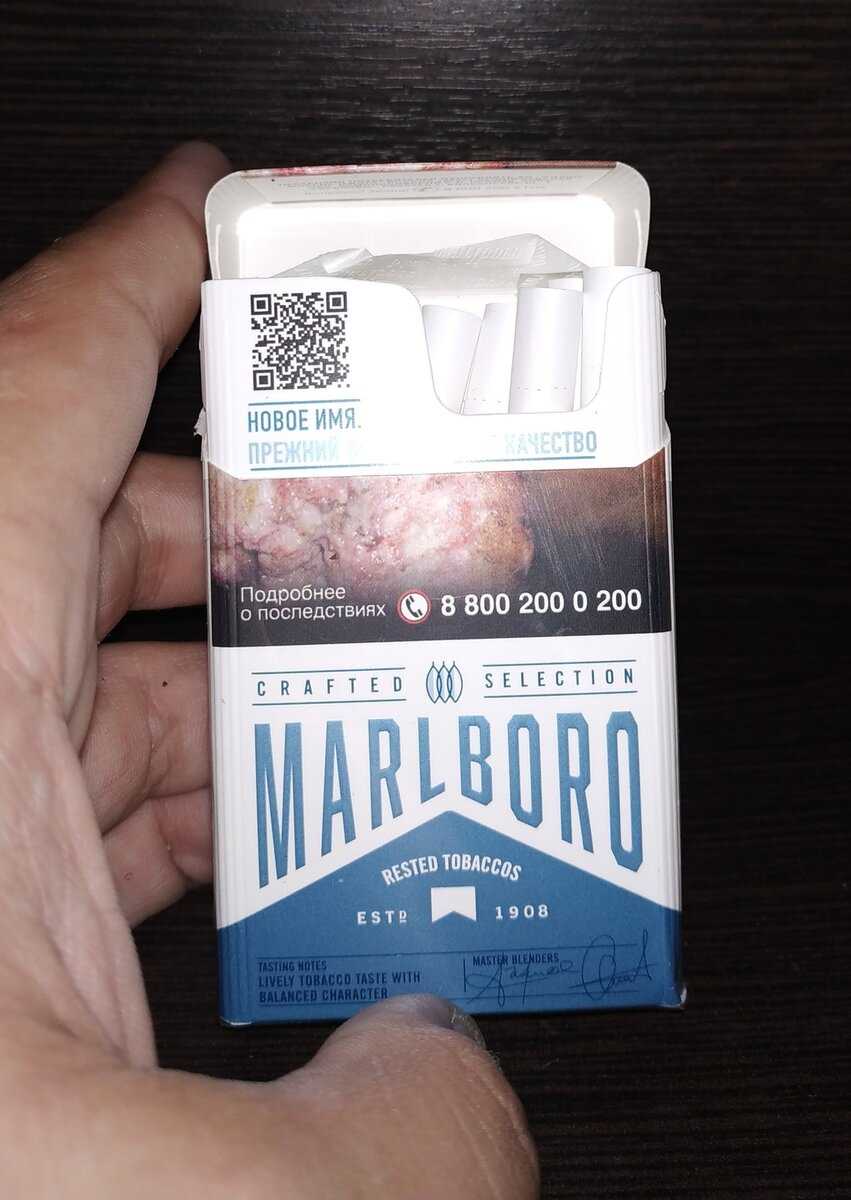 НОВОЕ ИМЯ.
ПРЕЖНИЙ КАЧЕСТВО
Подробнее
о последствиях 8 800 200 0 200
CRAFTED SELECTION
MARLBORO
RESTED TOBACCOS
ESTD 1908
TASTING NOTES
LIVELY TOBACCO TASTE WITH
BALANCED CHARACTER
MASTER BLENDERS